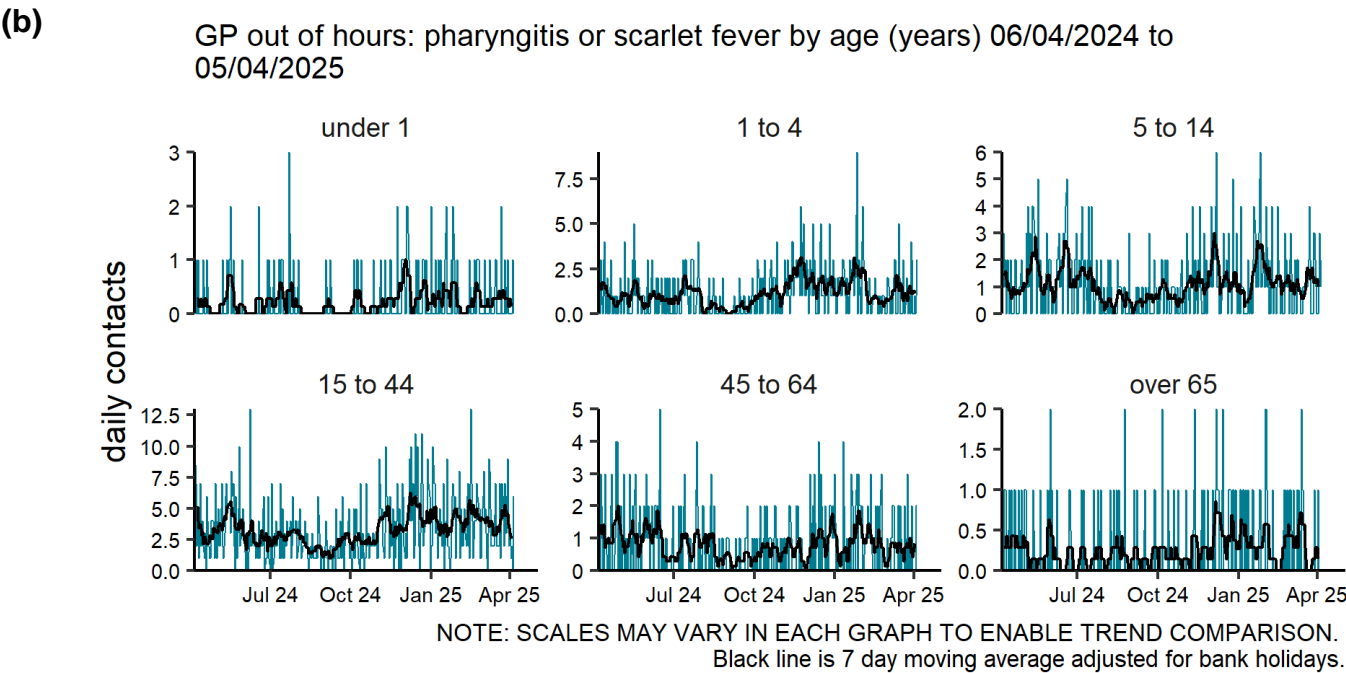 (b)
GP out of hours: pharyngitis or scarlet fever by age (years) 06/04/2024 to
05/04/2025
daily contacts
under 1
3
2
1
0
1 to 4
7.5
5.0
2.5
0.0
5 to 14
6
5
4
3
2
1
0
15 to 44
12.5
10.0
7.5
5.0
2.5
0.0
Jul 24 Oct 24 Jan 25 Apr 25
45 to 64
5
4
3
2
1
0
Jul 24 Oct 24 Jan 25 Apr 25
over 65
2.0
1.5
1.0
0.5
0.0
Jul 24 Oct 24 Jan 25 Apr 25
NOTE: SCALES MAY VARY IN EACH GRAPH TO ENABLE TREND COMPARISON.
Black line is 7 day moving average adjusted for bank holidays.